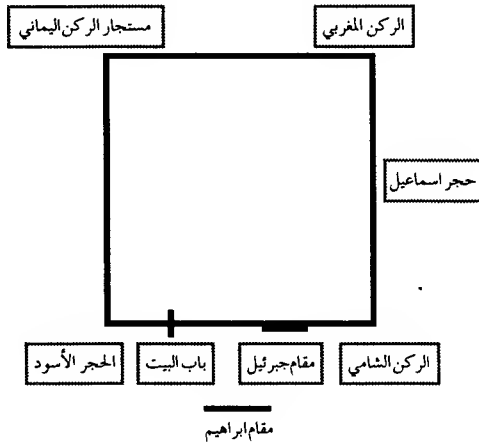 الركن المغربي
مستجار الركن اليماني
حجر اسماعيل
الركن الشامي
مقام جبرئيل
باب البيت
الحجر الأسود
مقام ابراهيم